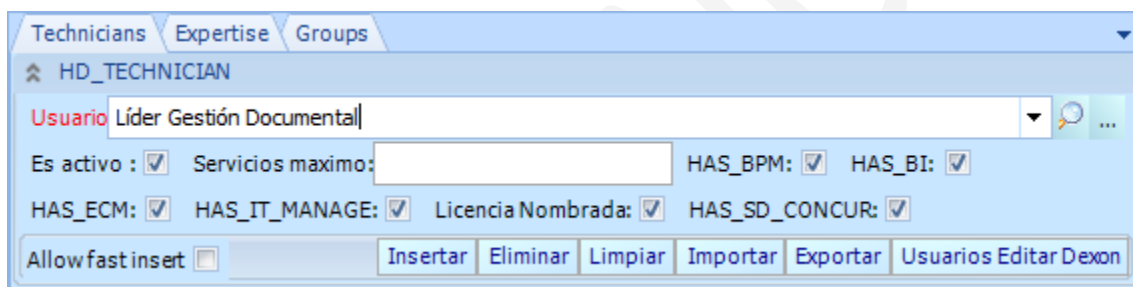 Technicians Expertise Groups
HD_TECHNICIAN
Usuario Líder Gestión Documental ...
Es activo : Servicios maximo: HAS_BPM: HAS_BI:
HAS_ECM: HAS_IT_MANAGE: Licencia Nombrada: HAS_SD_CONCUR:
Allow fast insert Insertar Eliminar Limpiar Importar Exportar Usuarios Editar Dexon